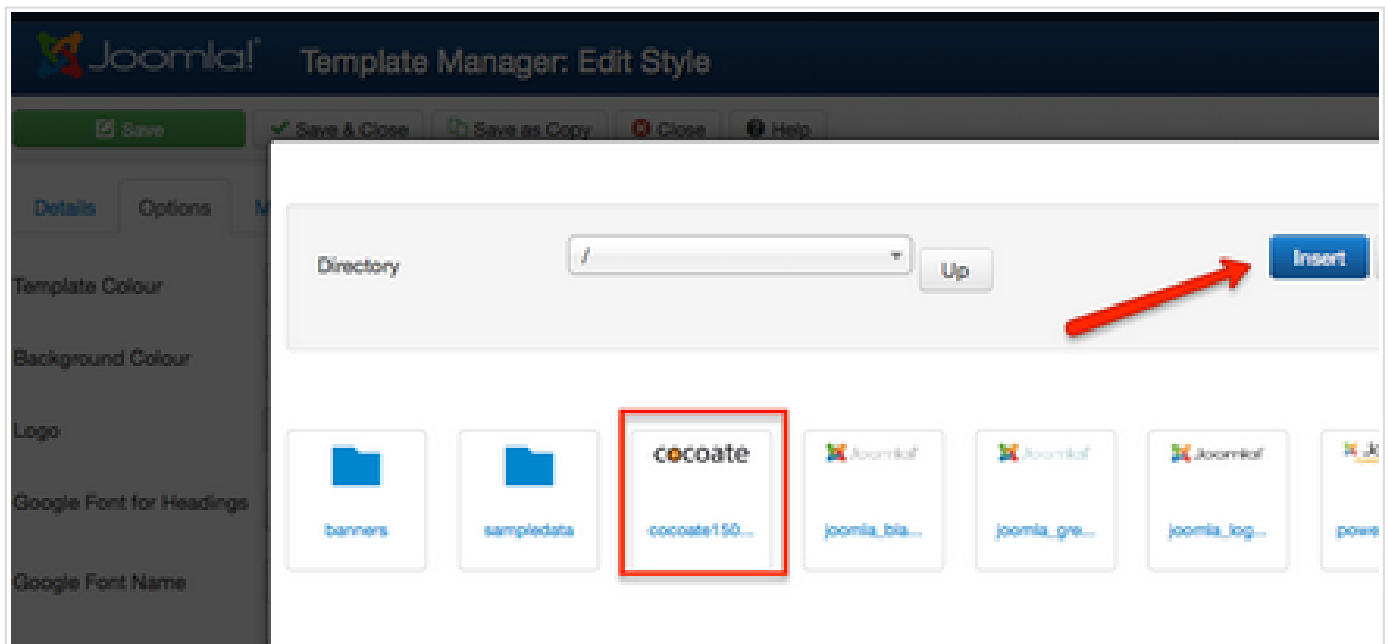 Joomla!® Template Manager: Edit Style
Save Save & Close Save as Copy Close Help
Details Options M
Directory / Up Insert
Template Colour
Background Colour
Logo
Google Font for Headings
Google Font Name
cocoate Joomla! Joomla! Joomla!
banners sampledata cocoate150... joomla_bla... joomla_gre... joomla_log... powe